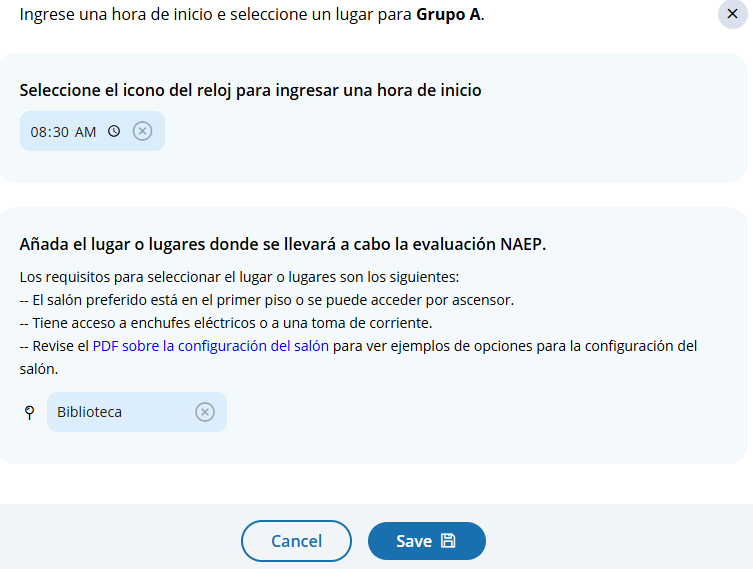 Ingrese una hora de inicio e seleccione un lugar para Grupo A.
Seleccione el icono del reloj para ingresar una hora de inicio
08:30 AM
Añada el lugar o lugares donde se llevará a cabo la evaluación NAEP.
Los requisitos para seleccionar el lugar o lugares son los siguientes:
-- El salón preferido está en el primer piso o se puede acceder por ascensor.
-- Tiene acceso a enchufes eléctricos o a una toma de corriente.
-- Revise el PDF sobre la configuración del salón para ver ejemplos de opciones para la configuración del
salón.
Biblioteca
Cancel
Save